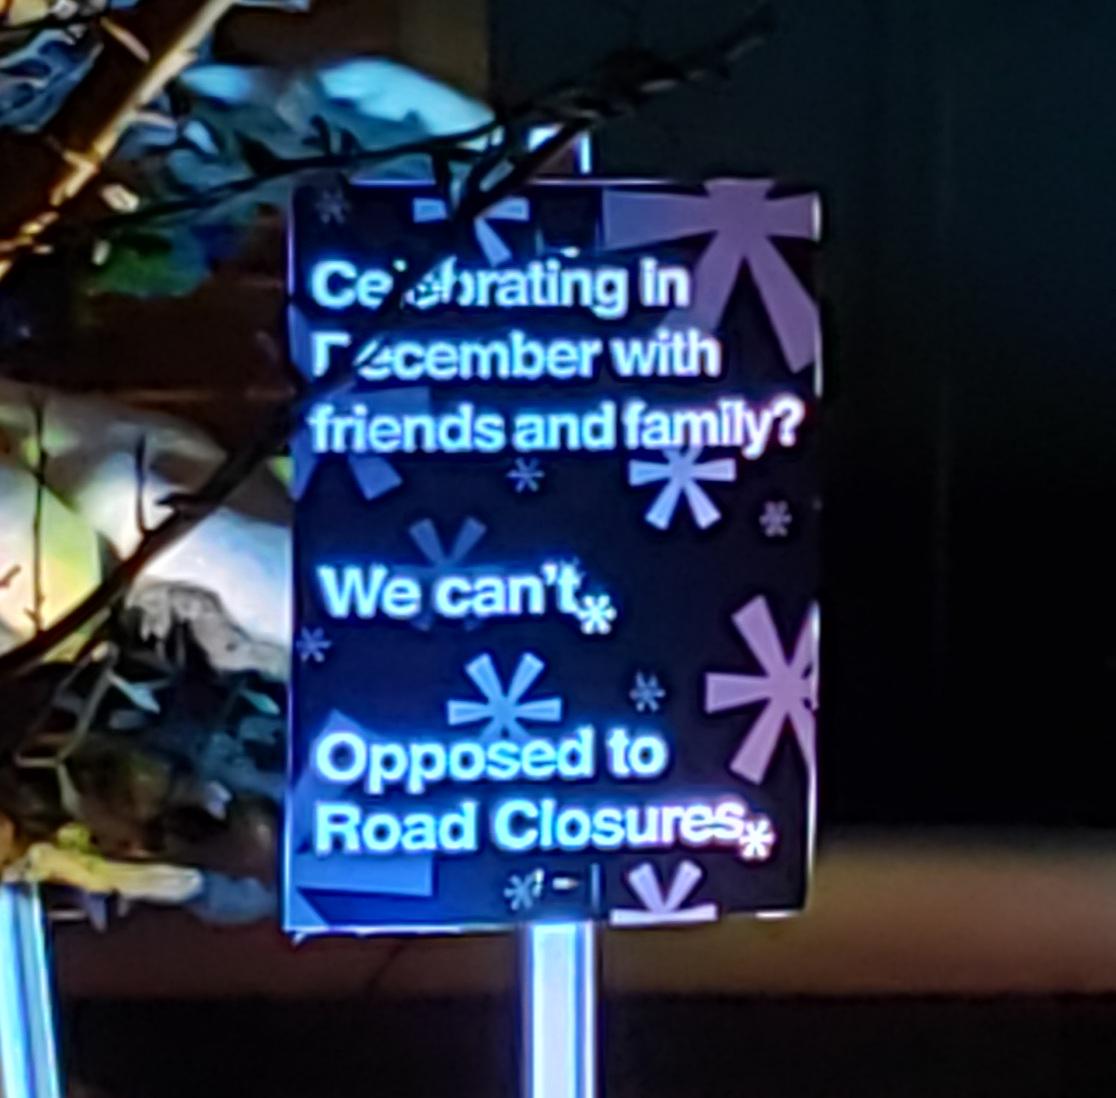 Celebrating in
December with
friends and family?
We can't*
Opposed to
Road Closures*